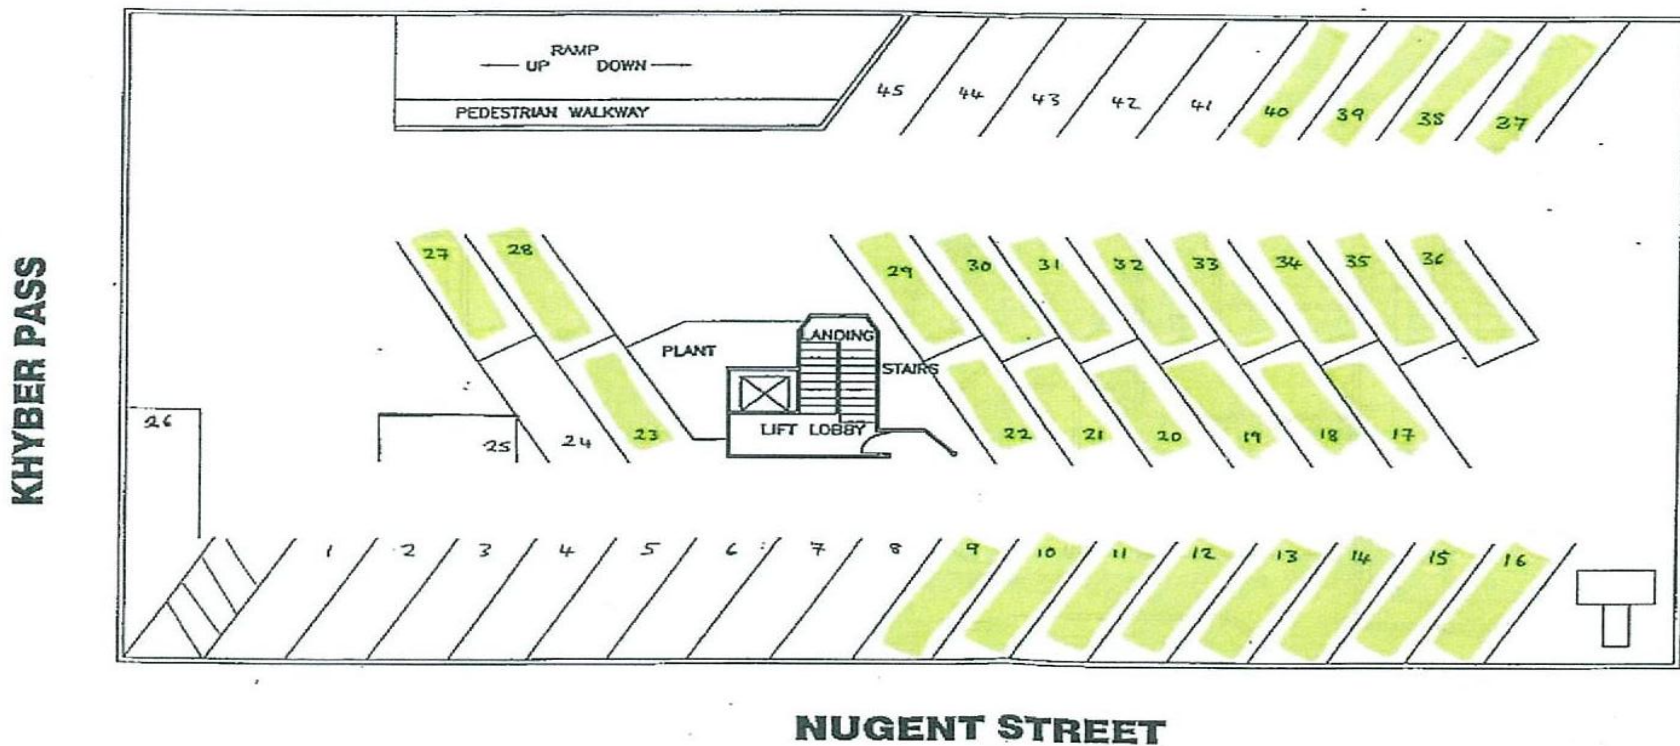 RAMP
UP DOWN
PEDESTRIAN WALKWAY
45 44 43 42 41 40 39 38 37
27 28 29 30 31 32 33 34 35 36
LANDING
PLANT
STAIRS
LIFT LOBBY
26 25 24 23 22 21 20 19 18 17
1 2 3 4 5 6 7 8 9 10 11 12 13 14 15 16
KHYBER PASS
NUGENT STREET